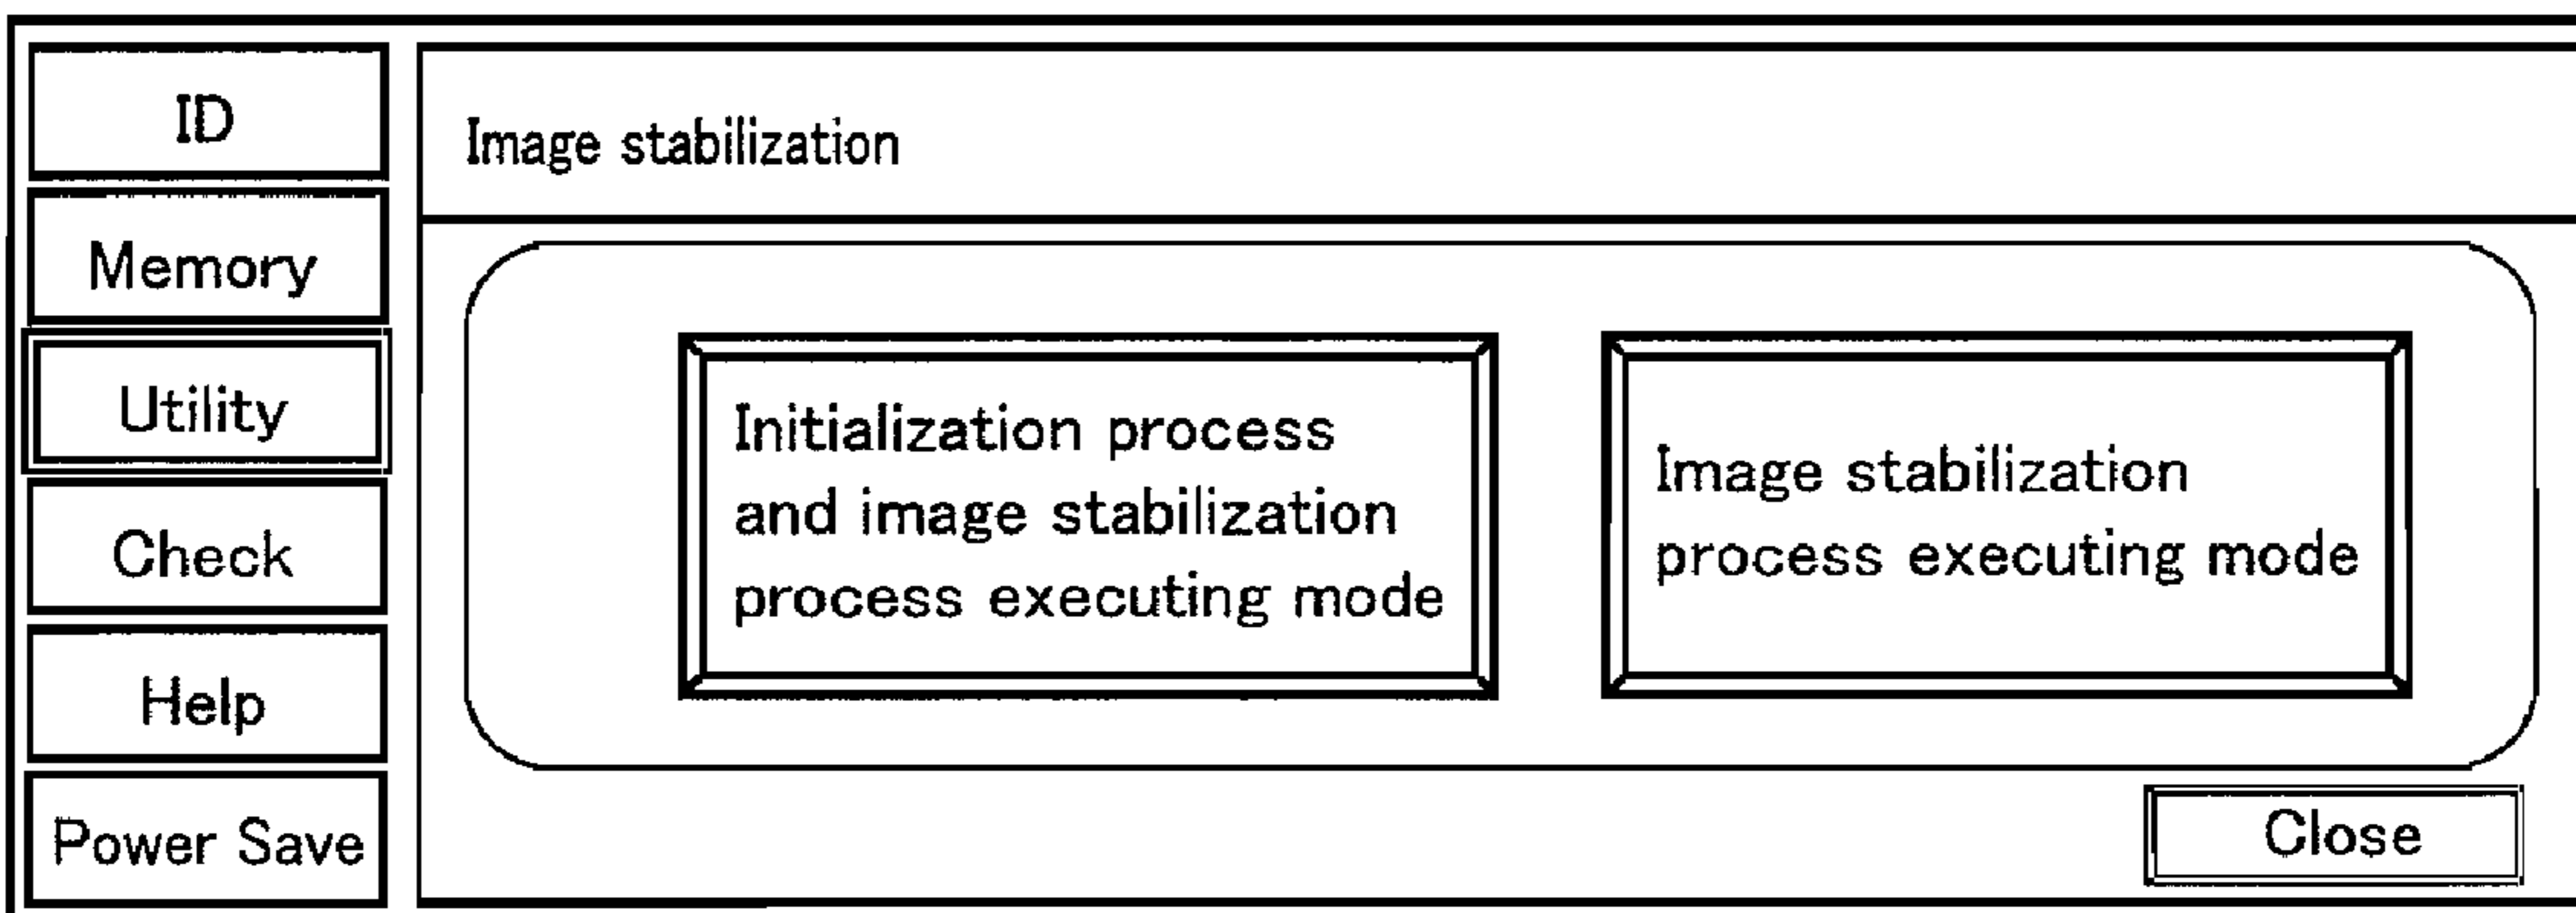 ID
Memory
Utility
Check
Help
Power Save
Image stabilization
Initialization process
and image stabilization
process executing mode
Image stabilization
process executing mode
Close